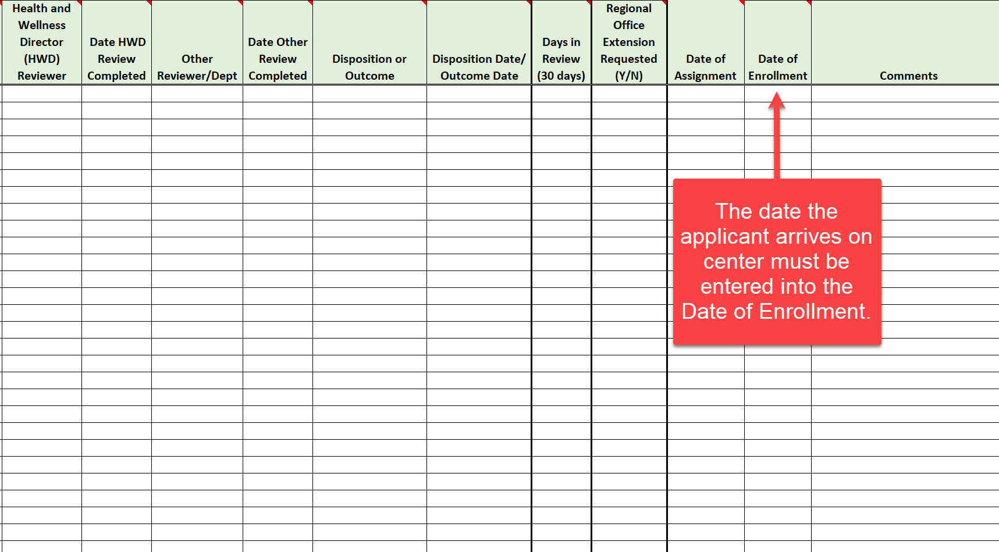 Health and
Wellness
Director
(HWD)
Reviewer
Date HWD
Review
Completed
Other
Reviewer/Dept
Date Other
Review
Completed
Disposition or
Outcome
Disposition Date/
Outcome Date
Days in
Review
(30 days)
Regional
Office
Extension
Requested
(Y/N)
Date of
Assignment
Date of
Enrollment
Comments
The date the
applicant arrives on
center must be
entered into the
Date of Enrollment.